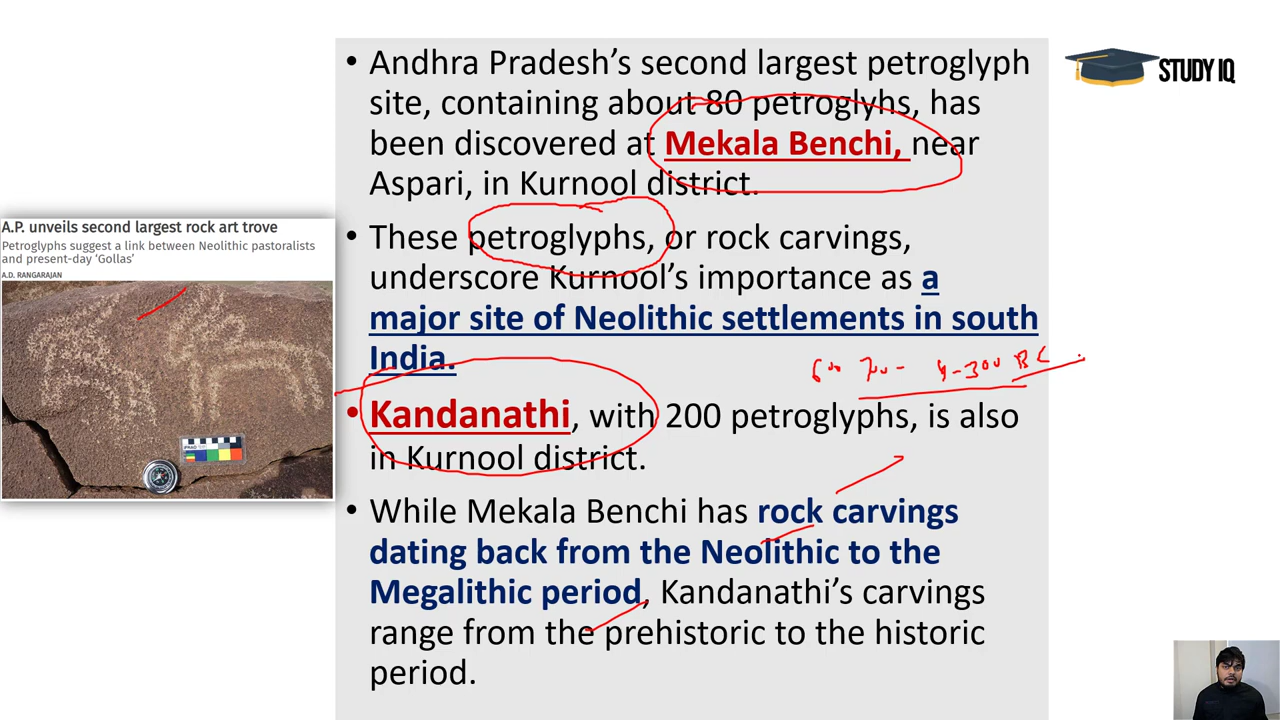 • Andhra Pradesh’s second largest petroglyph
site, containing about 80 petroglyhs, has
been discovered at Mekala Benchi, near
Aspari, in Kurnool district.
• These petroglyphs, or rock carvings,
underscore Kurnool’s importance as a
major site of Neolithic settlements in south
India.
• Kandanathi, with 200 petroglyphs, is also
in Kurnool district.
• While Mekala Benchi has rock carvings
dating back from the Neolithic to the
Megalithic period, Kandanathi’s carvings
range from the prehistoric to the historic
period.
STUDY IQ
A.P. unveils second largest rock art trove
Petroglyphs suggest a link between Neolithic pastoralists
and present-day ‘Gollas’
A.D. RANGARAJAN
300 BC